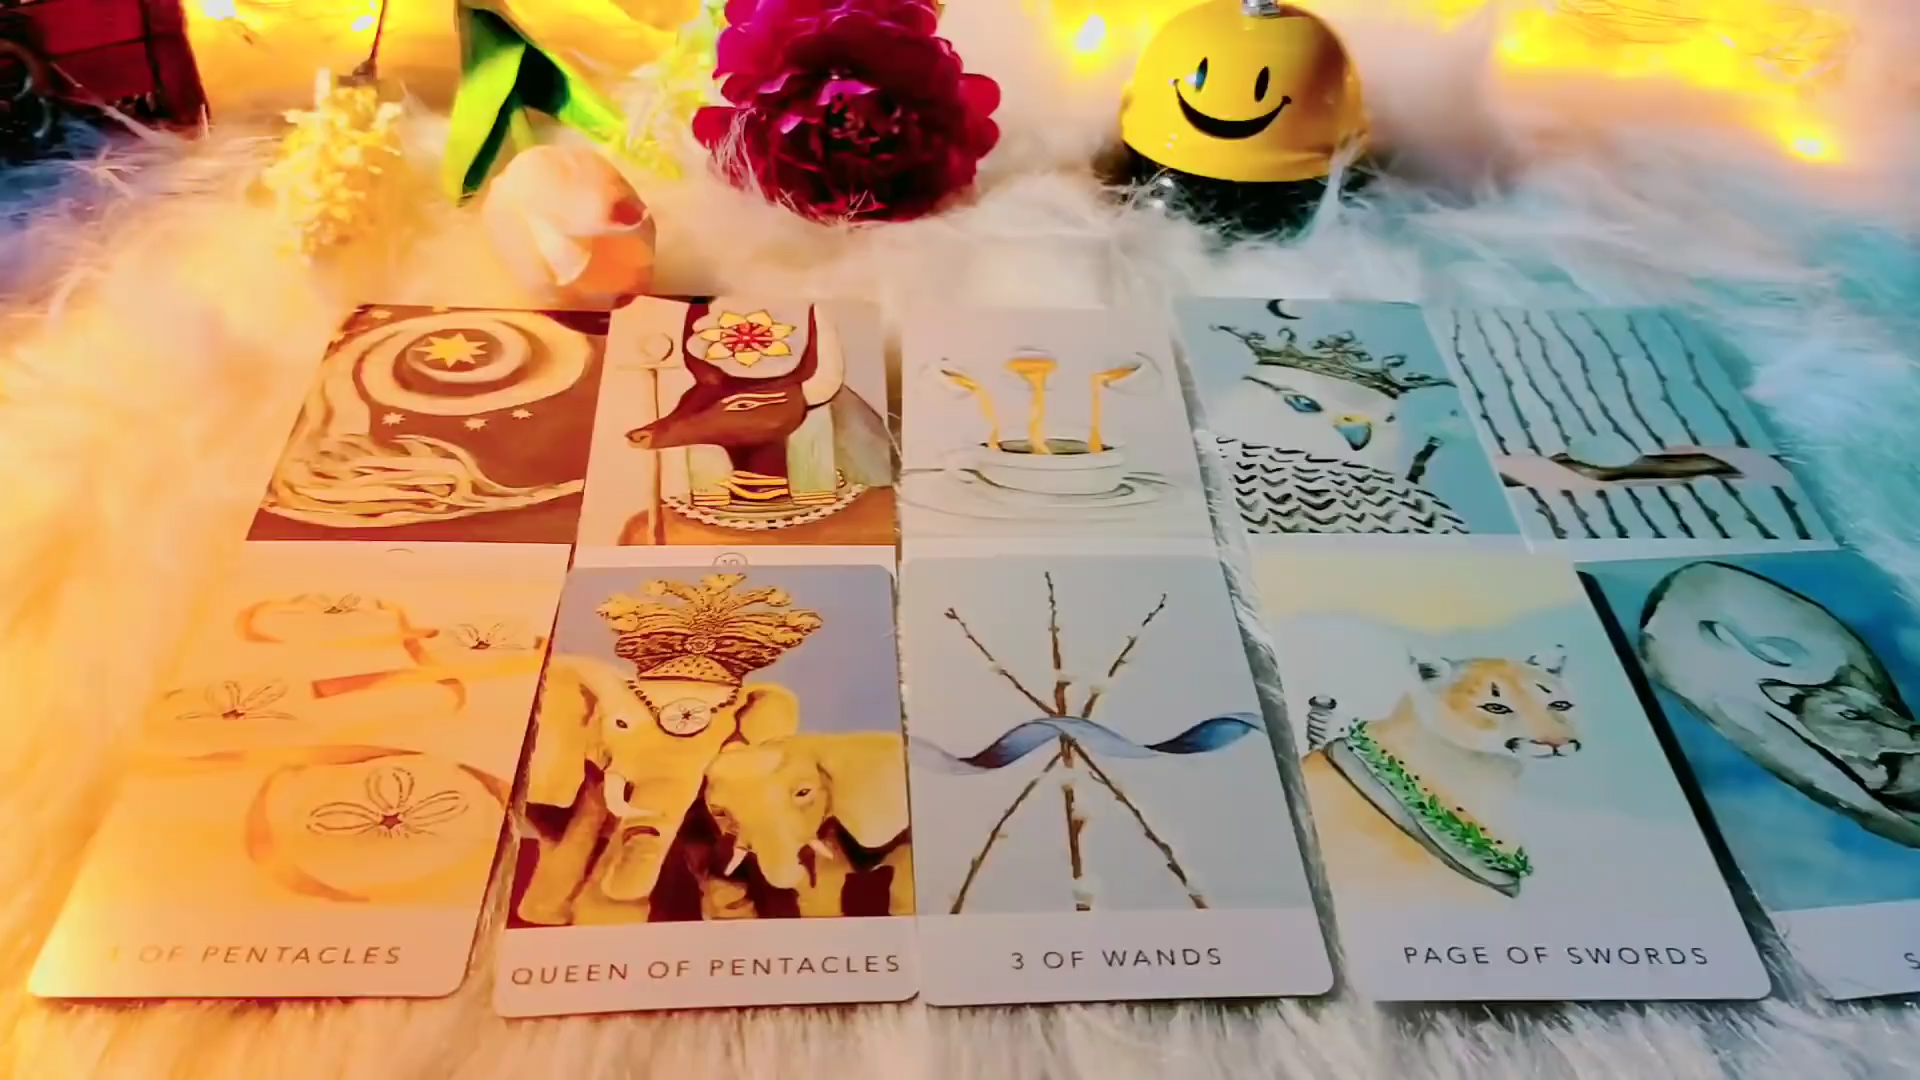 OF PENTACLES
QUEEN OF PENTACLES
3 OF WANDS
PAGE OF SWORDS
S